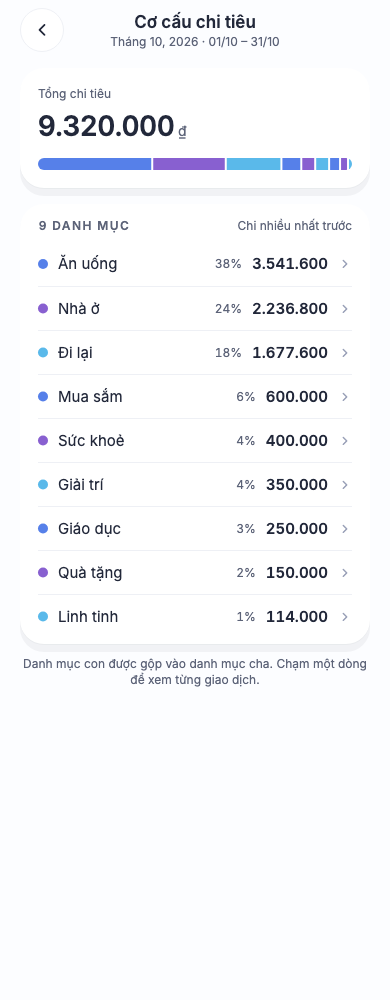 Cơ cấu chi tiêu
Tháng 10, 2026 · 01/10 – 31/10
Tổng chi tiêu
9.320.000 ₫
9 DANH MỤC Chi nhiều nhất trước
Ăn uống 38% 3.541.600
Nhà ở 24% 2.236.800
Đi lại 18% 1.677.600
Mua sắm 6% 600.000
Sức khoẻ 4% 400.000
Giải trí 4% 350.000
Giáo dục 3% 250.000
Quà tặng 2% 150.000
Linh tinh 1% 114.000
Danh mục con được gộp vào danh mục cha. Chạm một dòng
để xem từng giao dịch.